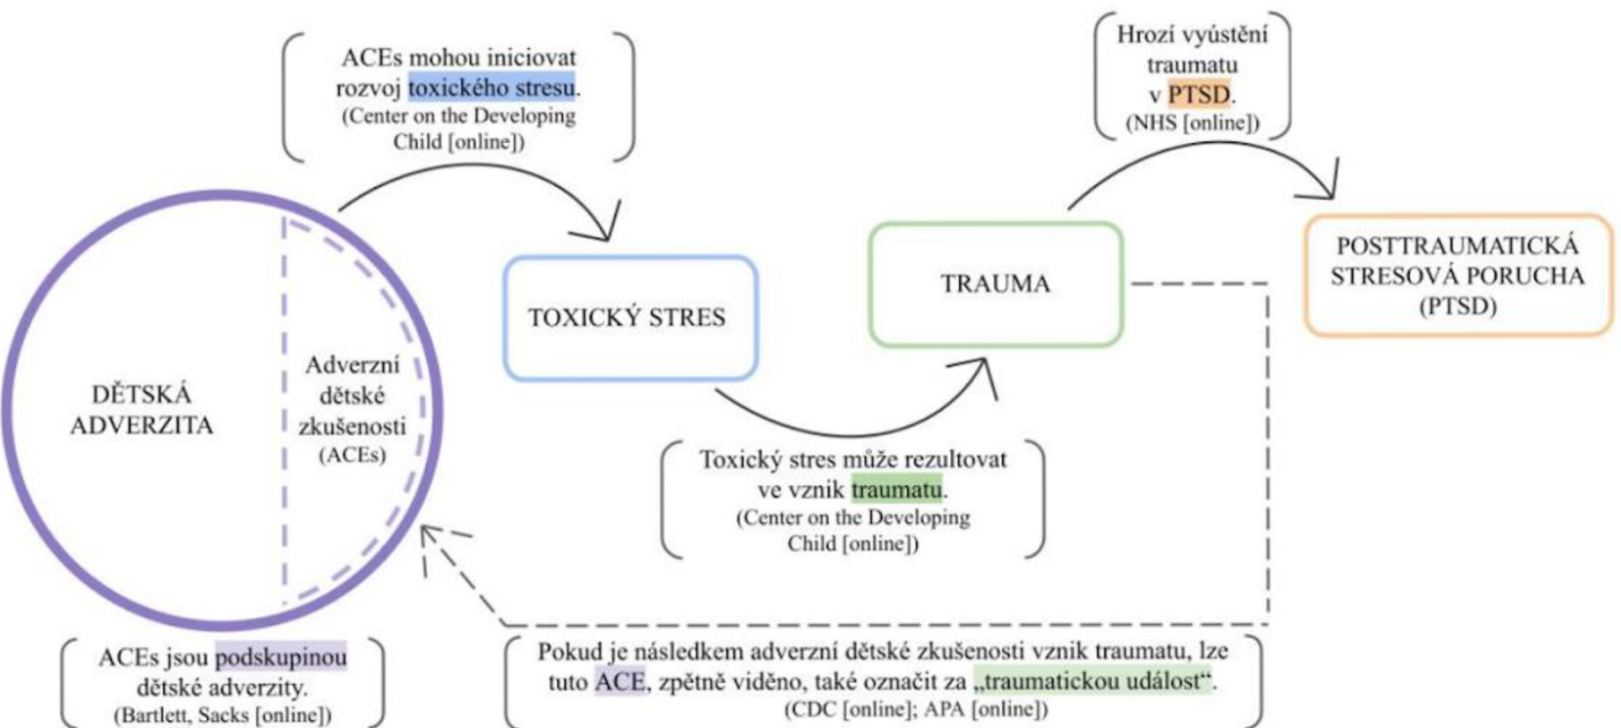 ACEs mohou iniciovat
rozvoj toxického stresu.
(Center on the Developing
Child [online])
Hrozí vyústění
traumatu
v PTSD.
(NHS [online])
DĚTSKÁ
ADVERZITA
Adverzní
dětské
zkušenosti
(ACEs)
TOXICKÝ STRES
TRAUMA
POSTTRAUMATICKÁ
STRESOVÁ PORUCHA
(PTSD)
Toxický stres může rezultovat
ve vznik traumatu.
(Center on the Developing
Child [online])
ACEs jsou podskupinou
dětské adverzity.
(Bartlett, Sacks [online])
Pokud je následkem adverzní dětské zkušenosti vznik traumatu, lze
tuto ACE, zpětně viděno, také označit za „traumatickou událost“.
(CDC [online]; APA [online])